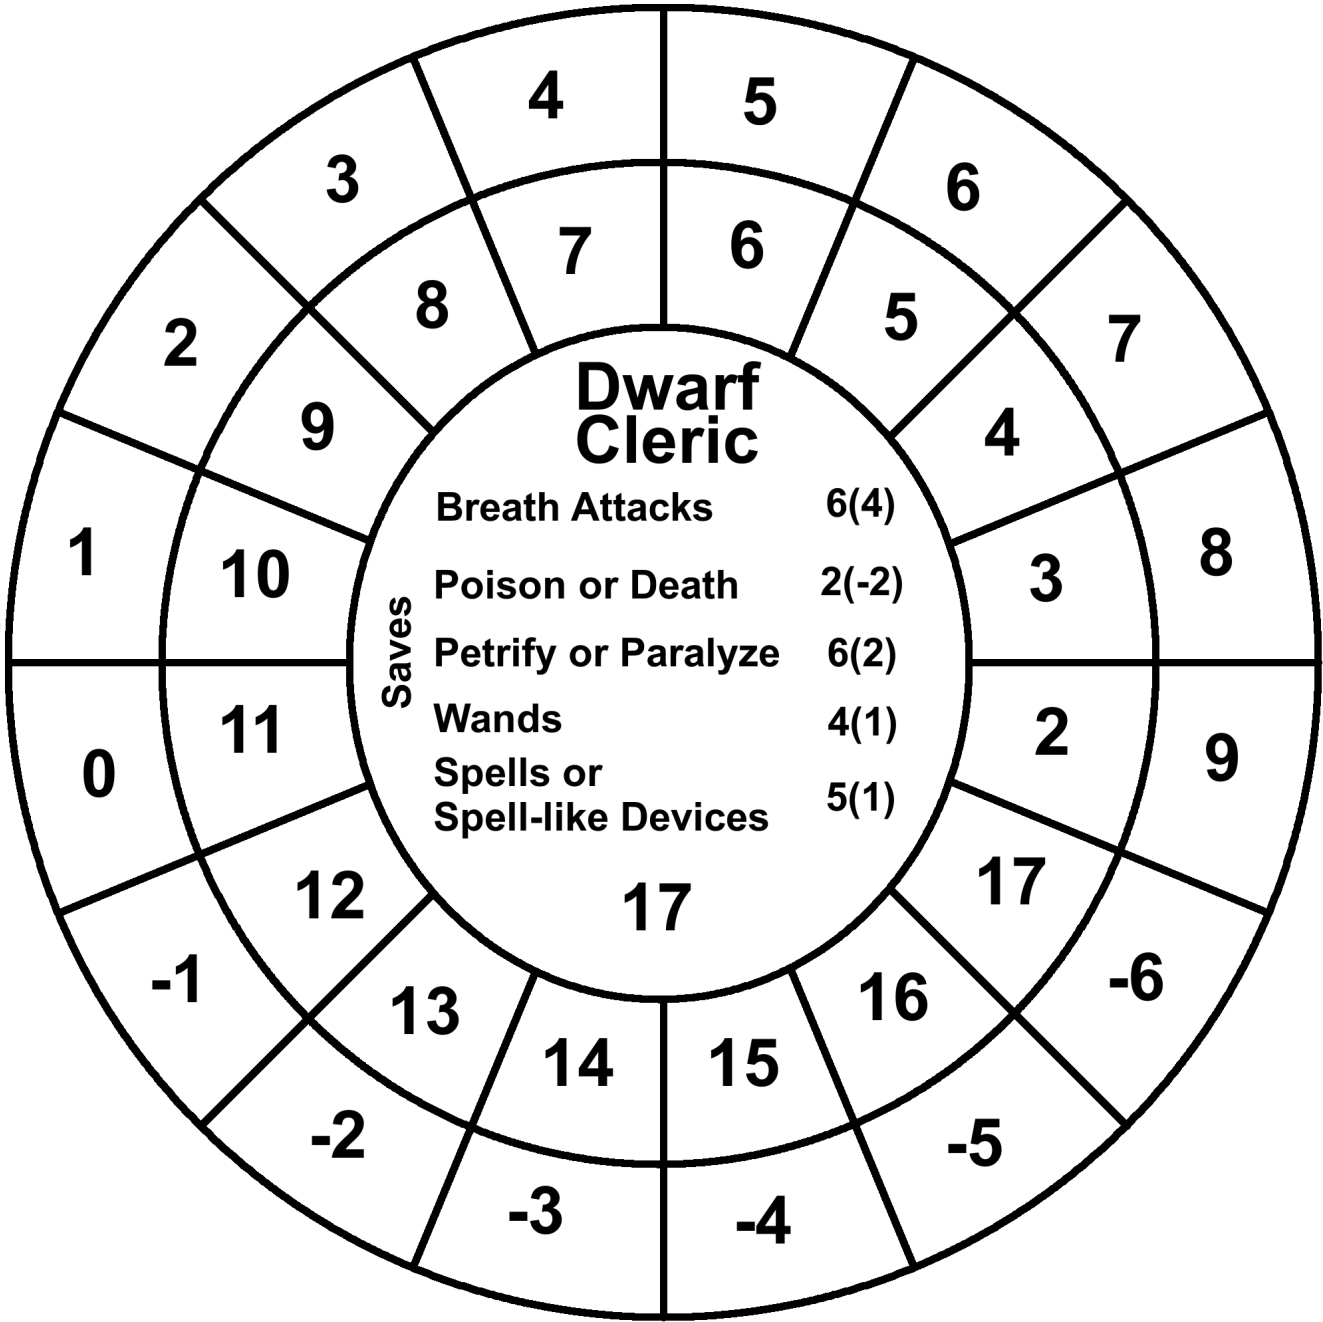 4 5
3 6
7 6
8 5
2 7
9 4
Dwarf
Cleric
Breath Attacks 6(4)
1 10 3 8
Poison or Death 2(-2)
Saves
Petrify or Paralyze 6(2)
Wands 4(1)
0 11 2 9
Spells or
Spell-like Devices 5(1)
12 17
17
-1 -6
13 16
14 15
-2 -5
-3 -4